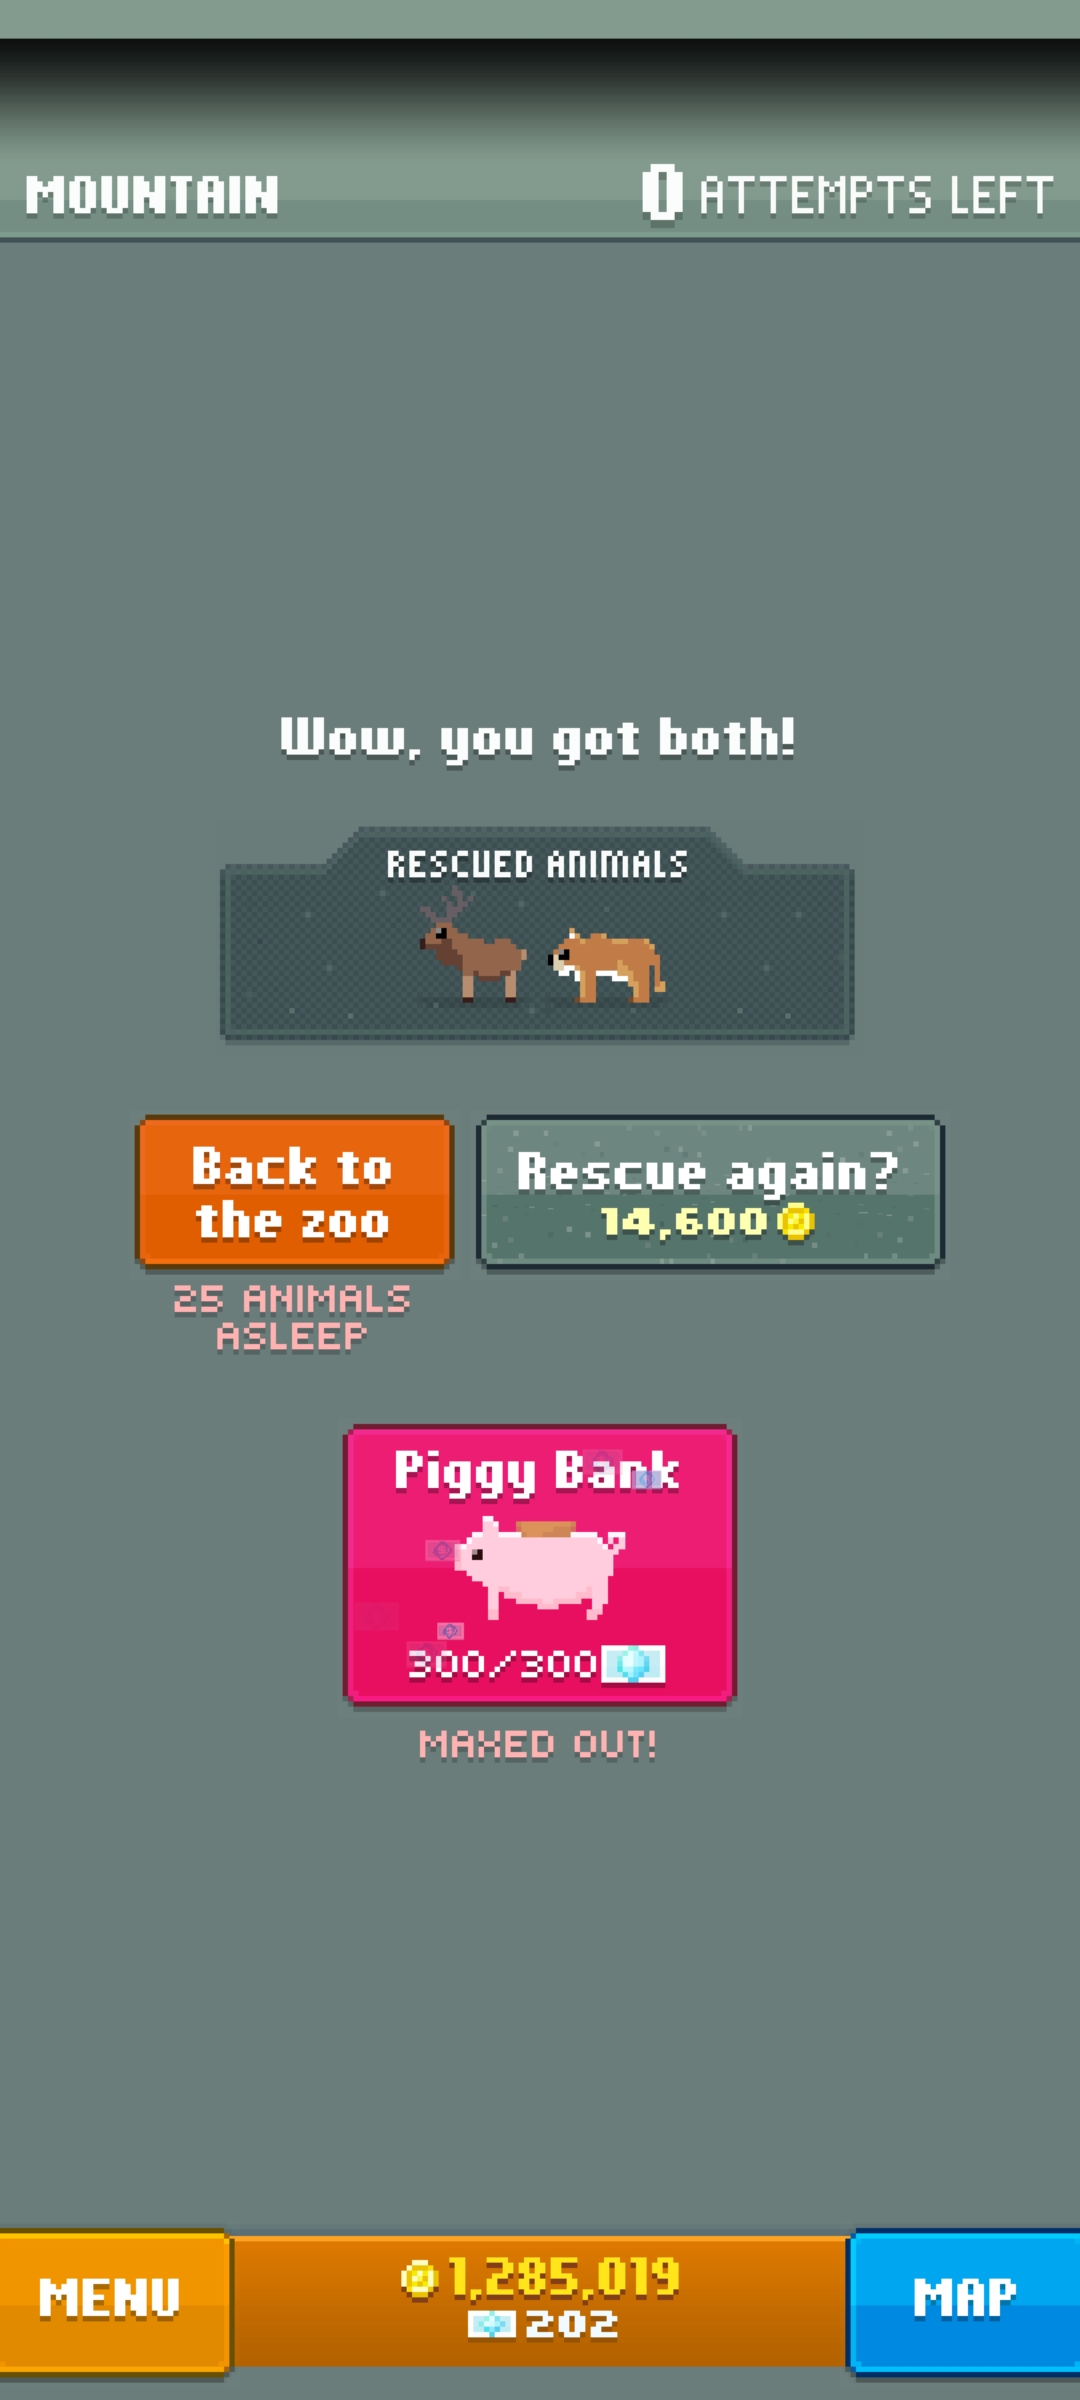 MOUNTAIN
0 ATTEMPTS LEFT
Wow, you got both!
RESCUED ANIMALS
Back to
the zoo
Rescue again?
14,600
25 ANIMALS
ASLEEP
Piggy Bank
300/300
MAXED OUT!
MENU
1,285,019
202
MAP